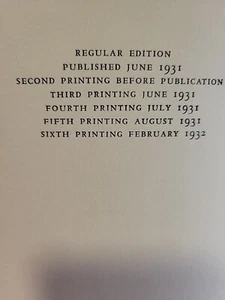 REGULAR EDITION
PUBLISHED JUNE 1931
SECOND PRINTING BEFORE PUBLICATION
THIRD PRINTING JUNE 1931
FOURTH PRINTING JULY 1931
FIFTH PRINTING AUGUST 1931
SIXTH PRINTING FEBRUARY 1932